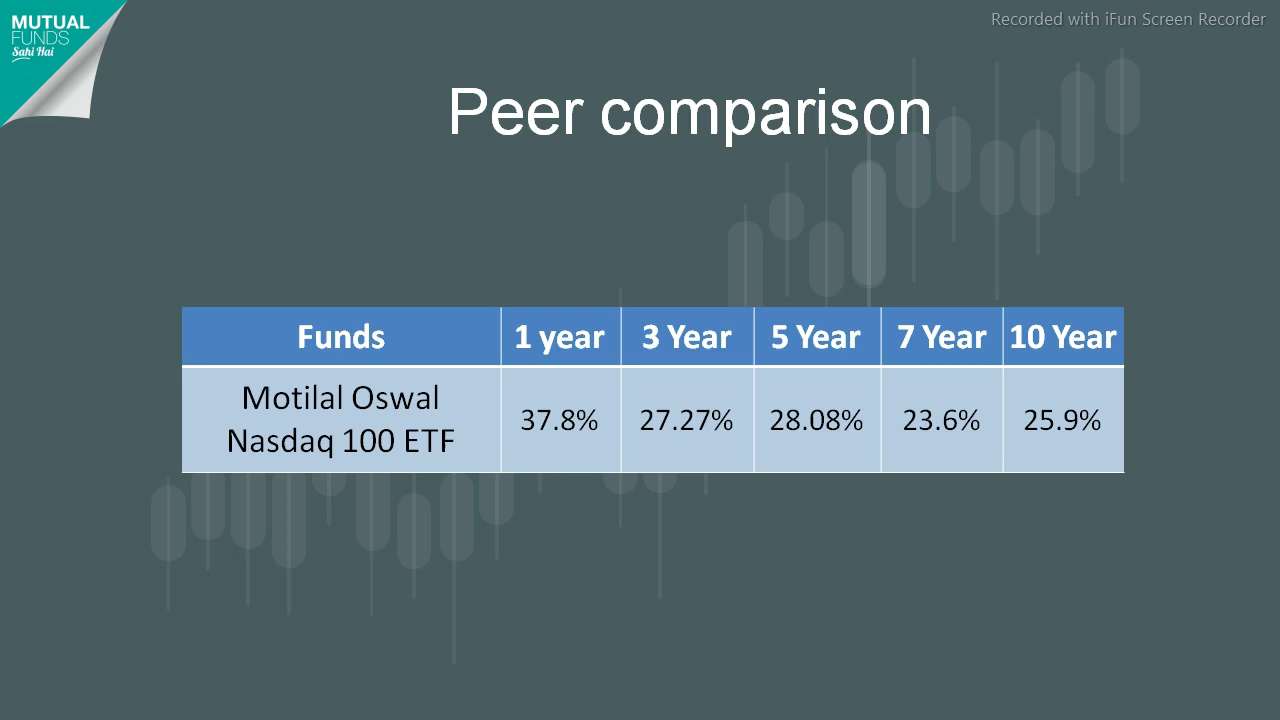 MUTUAL
FUNDS
Sahi Hai
Recorded with iFun Screen Recorder
Peer comparison
Funds 1 year 3 Year 5 Year 7 Year 10 Year
Motilal Oswal
Nasdaq 100 ETF 37.8% 27.27% 28.08% 23.6% 25.9%